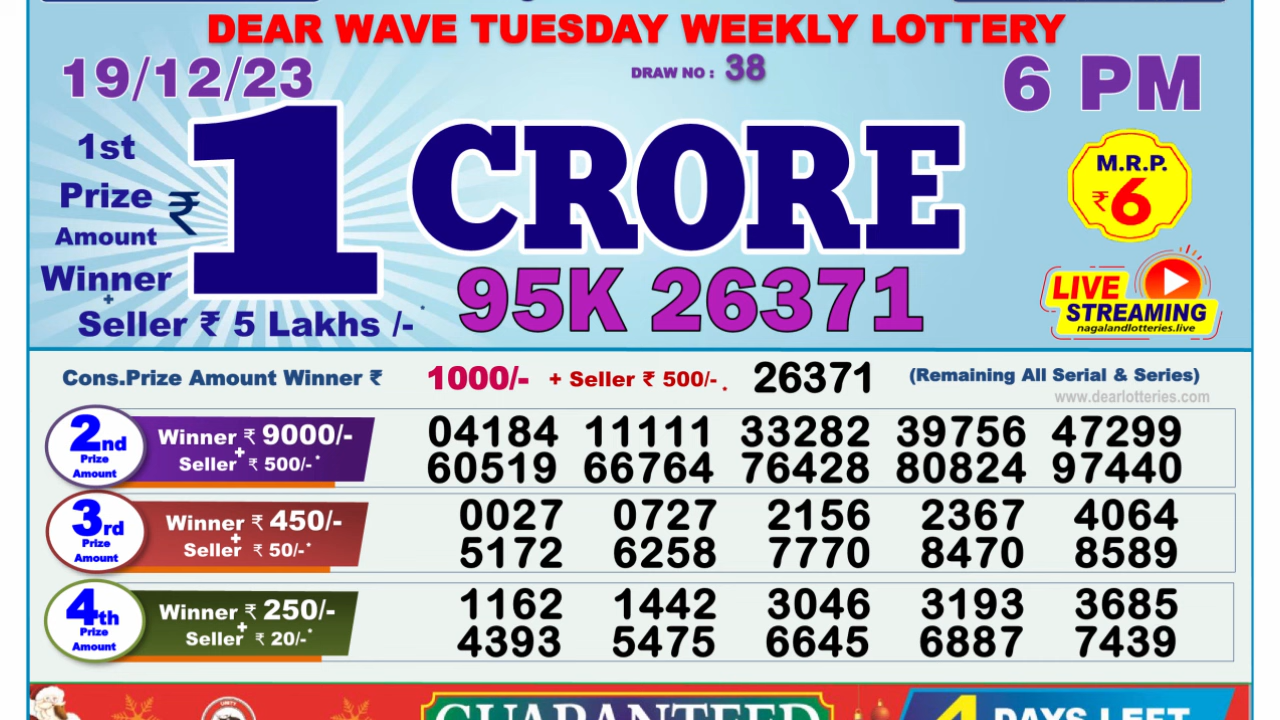 DEAR WAVE TUESDAY WEEKLY LOTTERY
19/12/23
DRAW NO : 38
6 PM
1st
Prize
Amount
Winner
₹ 1 CRORE
+
Seller ₹ 5 Lakhs /-
95K 26371
M.R.P.
₹6
LIVE
STREAMING
nagalandlotteries.live
Cons.Prize Amount Winner ₹ 1000/- + Seller ₹ 500/- . 26371 (Remaining All Serial & Series)
www.dearlotteries.com
2nd
Prize
Amount
Winner ₹ 9000/-
+
Seller ₹ 500/-*
04184 11111 33282 39756 47299
60519 66764 76428 80824 97440
3rd
Prize
Amount
Winner ₹ 450/-
+
Seller ₹ 50/-*
0027 0727 2156 2367 4064
5172 6258 7770 8470 8589
4th
Prize
Amount
Winner ₹ 250/-
+
Seller ₹ 20/-*
1162 1442 3046 3193 3685
4393 5475 6645 6887 7439
GUARANTEED
4 DAYS LEFT